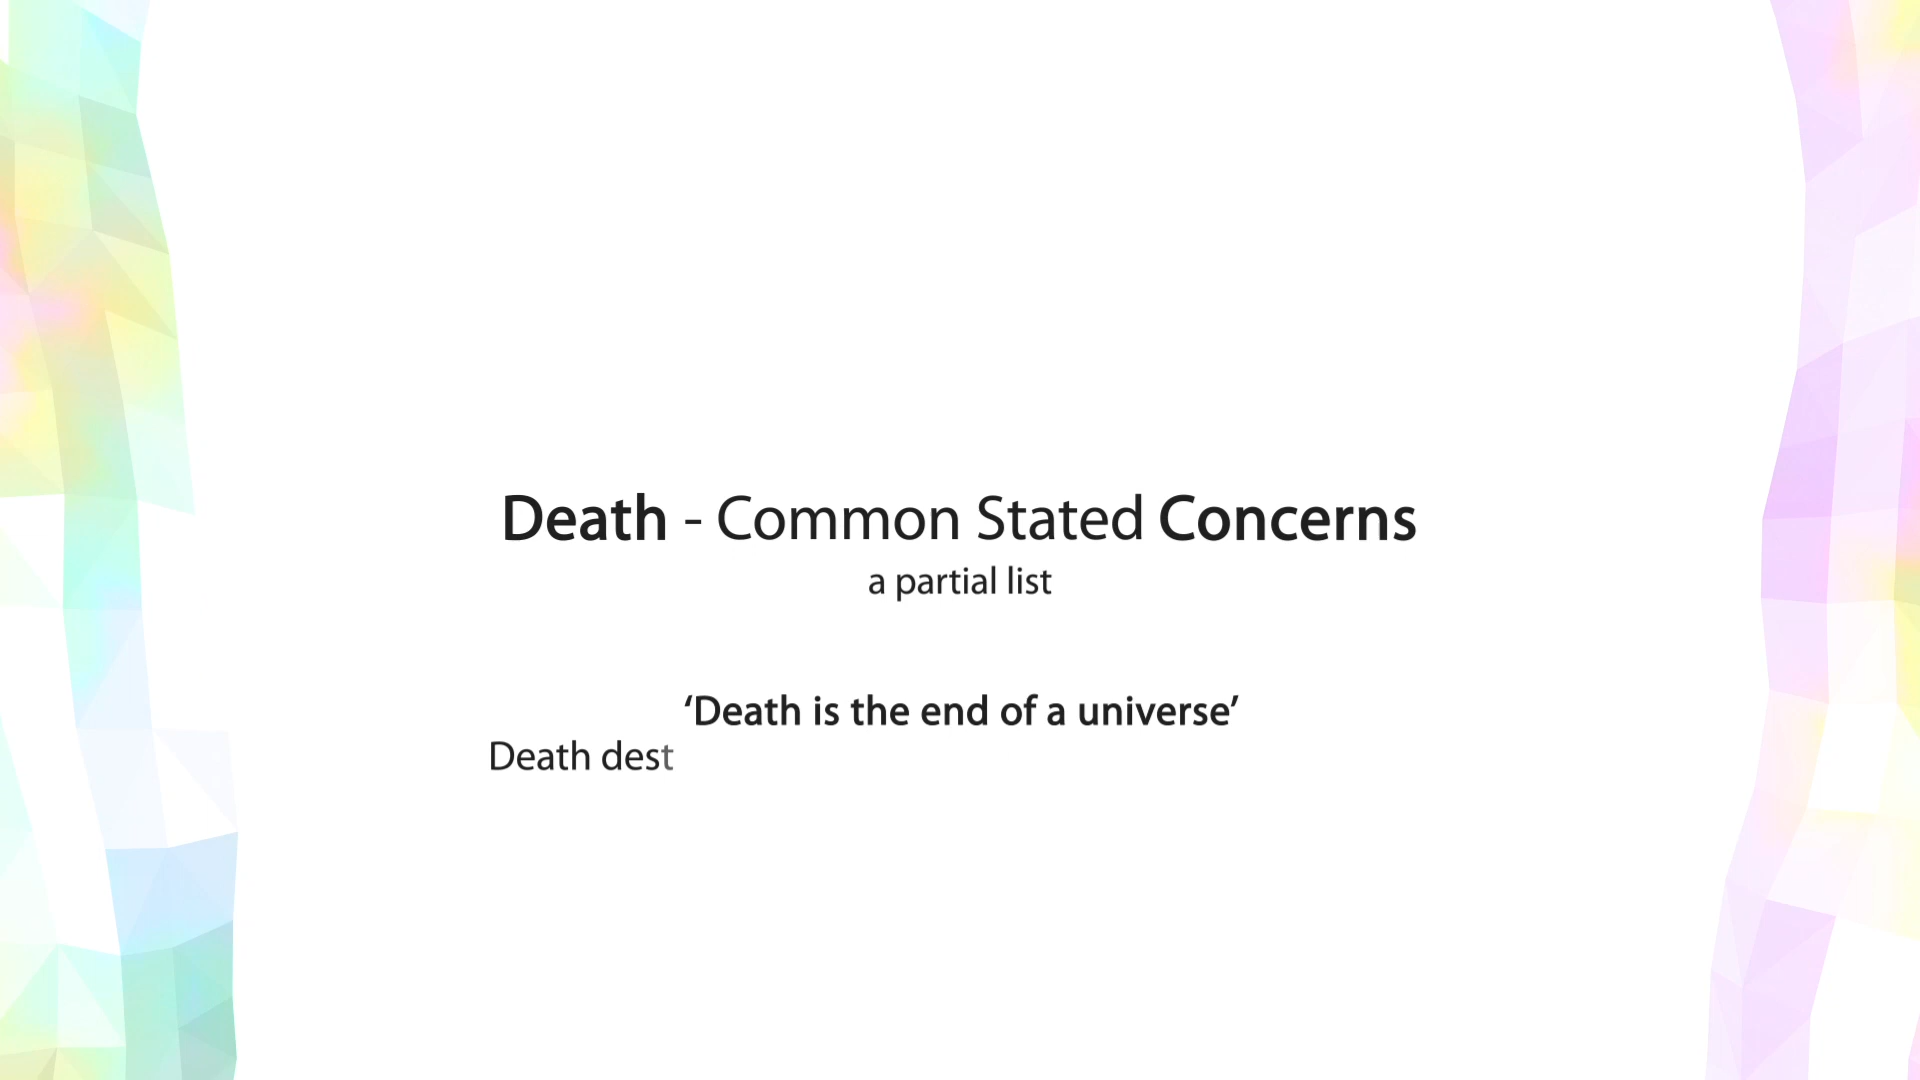 Death - Common Stated Concerns
a partial list
‘Death is the end of a universe’
Death dest